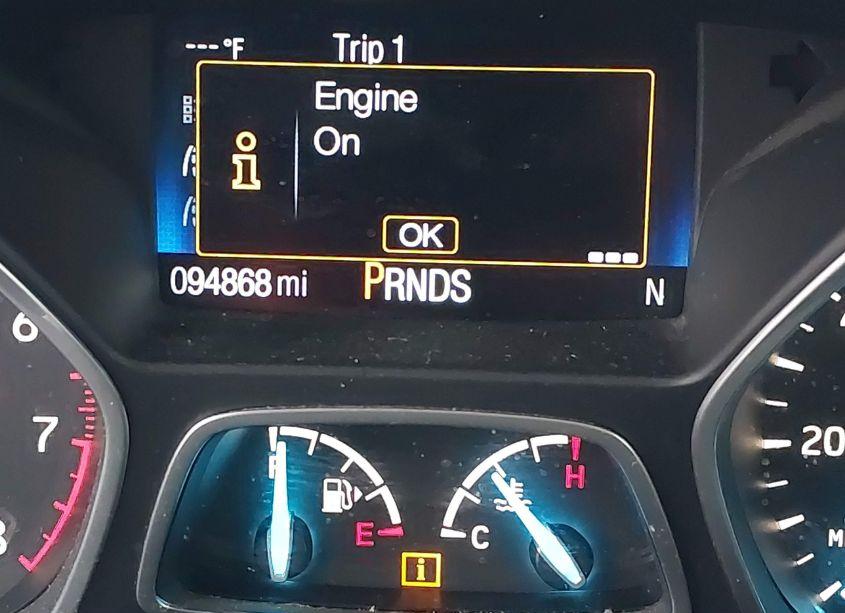 ---°F Trip 1
Engine
On
OK
094868 mi PRNDS N
6
7
20
F
H
E
C
i